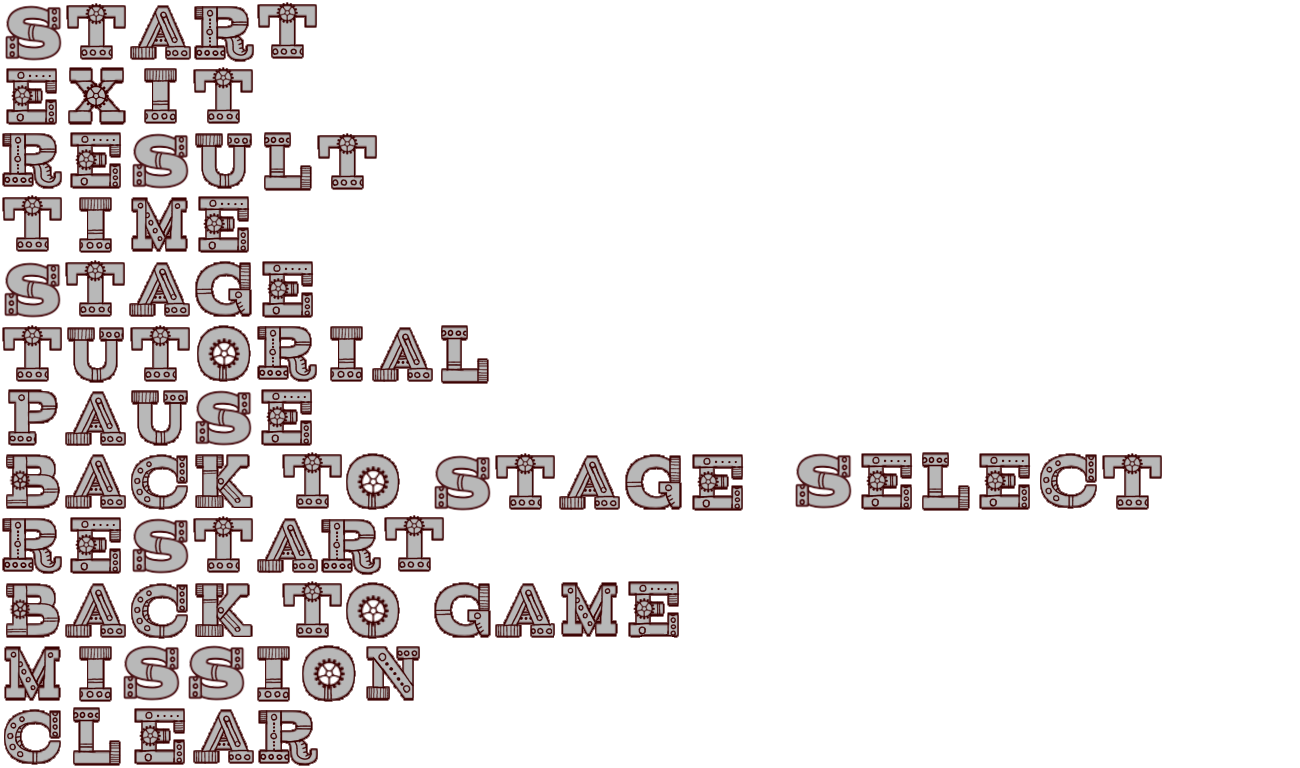 START
EXIT
RESULT
TIME
STAGE
TUTORIAL
PAUSE
BACK TO STAGE SELECT
RESTART
BACK TO GAME
MISSION
CLEAR